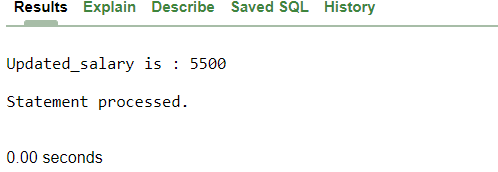 Results Explain Describe Saved SQL History
Updated_salary is : 5500
Statement processed.
0.00 seconds